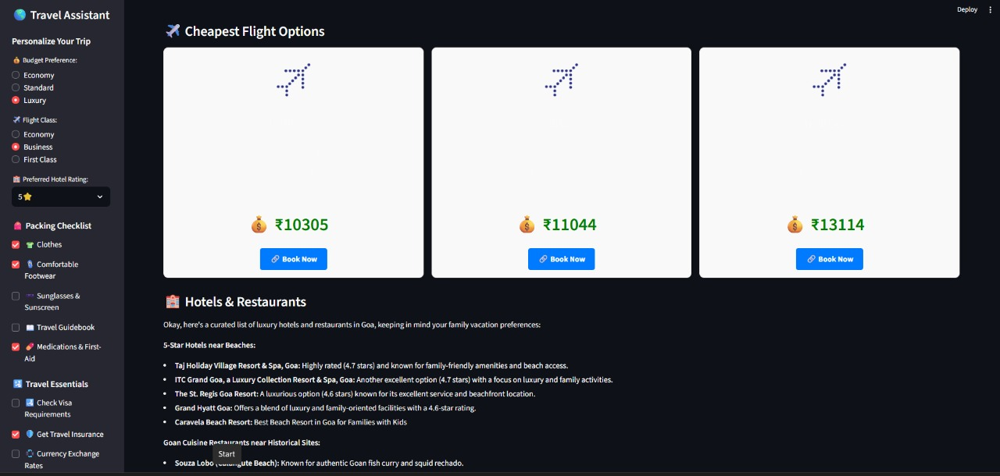 Travel Assistant
Personalize Your Trip
Budget Preference:
Economy
Standard
Luxury
Flight Class:
Economy
Business
First Class
Preferred Hotel Rating:
5
Packing Checklist
Clothes
Comfortable
Footwear
Sunglasses &
Sunscreen
Travel Guidebook
Medications & First-
Aid
Travel Essentials
Check Visa
Requirements
Get Travel Insurance
Currency Exchange
Rates
Deploy
Cheapest Flight Options
₹10305
Book Now
₹11044
Book Now
₹13114
Book Now
Hotels & Restaurants
Okay, here's a curated list of luxury hotels and restaurants in Goa, keeping in mind your family vacation preferences:
5-Star Hotels near Beaches:
• Taj Holiday Village Resort & Spa, Goa: Highly rated (4.7 stars) and known for family-friendly amenities and beach access.
• ITC Grand Goa, a Luxury Collection Resort & Spa, Goa: Another excellent option (4.7 stars) with a focus on luxury and family activities.
• The St. Regis Goa Resort: A luxurious option (4.6 stars) known for its excellent service and beachfront location.
• Grand Hyatt Goa: Offers a blend of luxury and family-oriented facilities with a 4.6-star rating.
• Caravela Beach Resort: Best Beach Resort in Goa for Families with Kids
Goan Cuisine Restaurants near Historical Sites:
Start
• Souza Lobo (Calangute Beach): Known for authentic Goan fish curry and squid rechado.